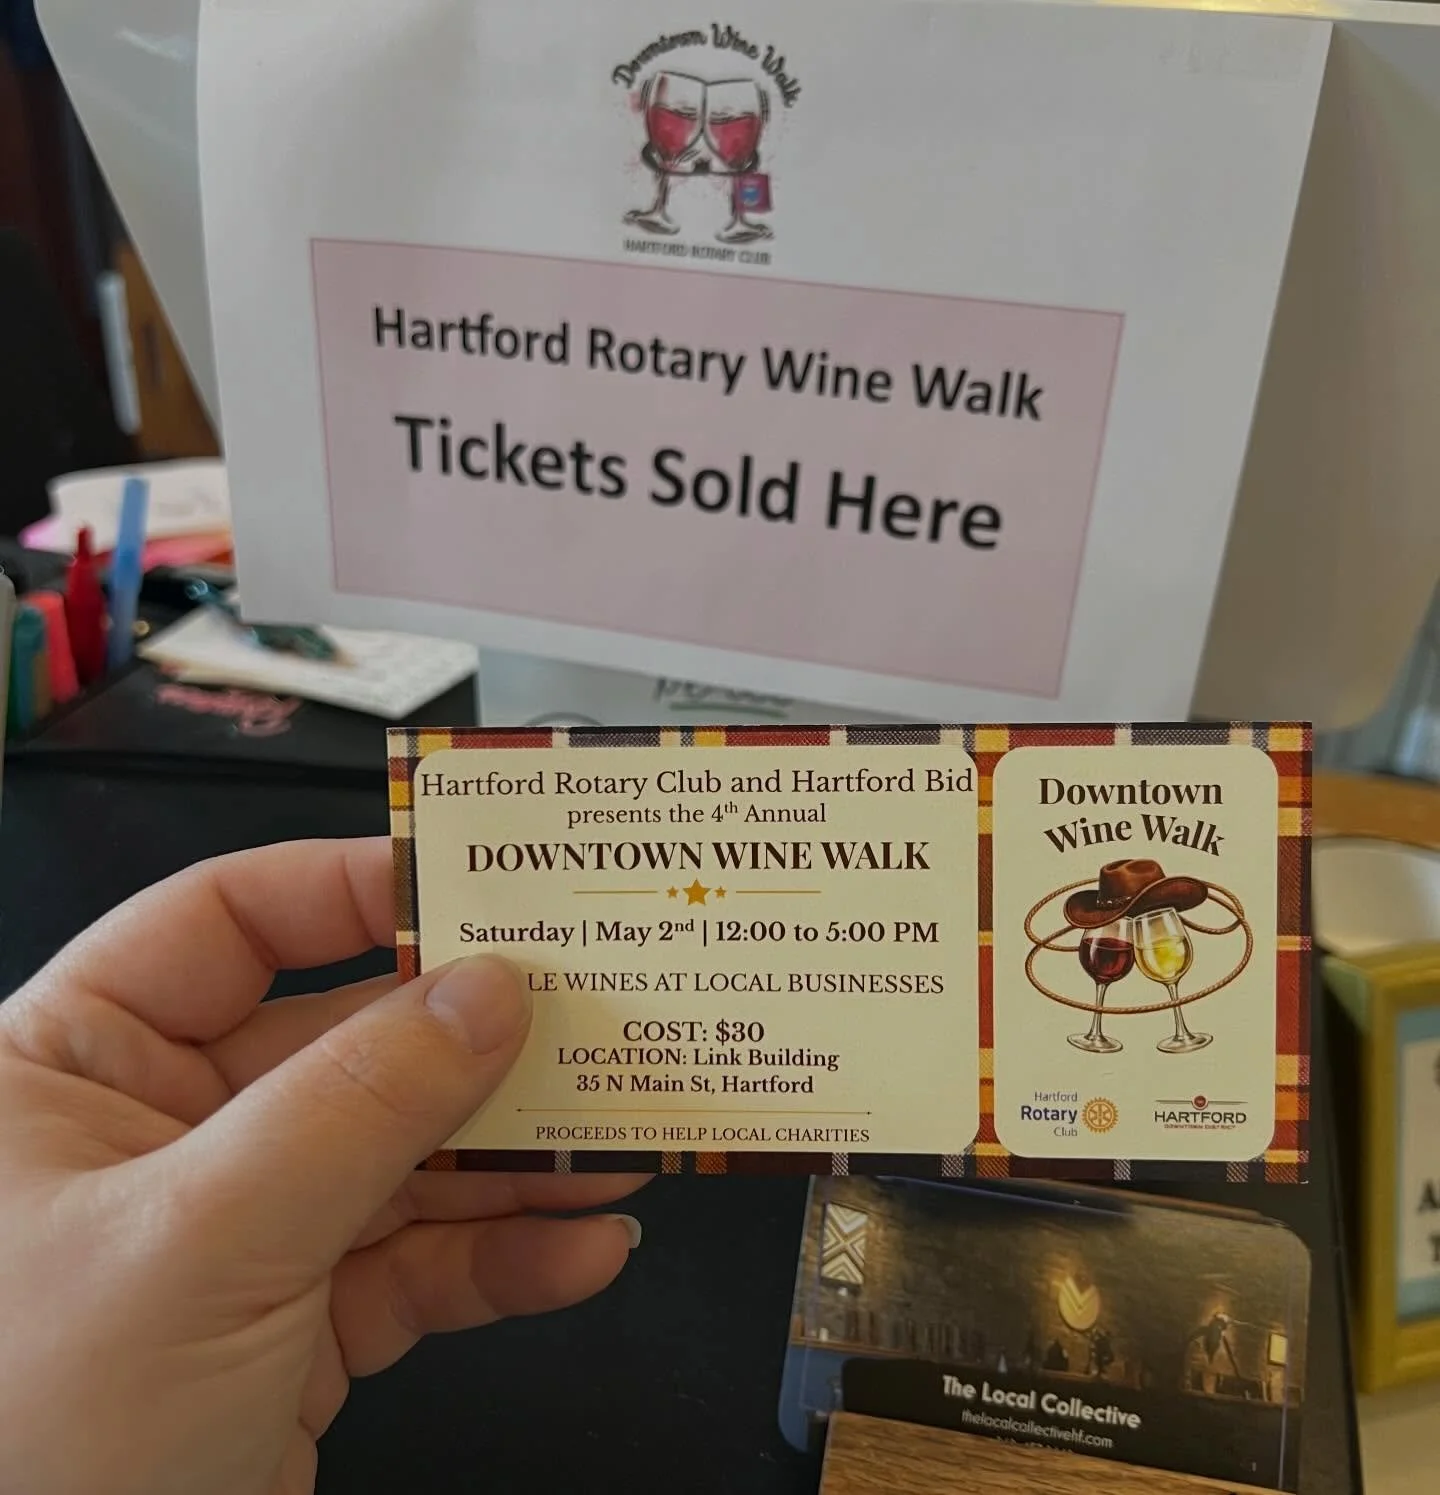 Downtown Wine Walk
HARTFORD ROTARY CLUB
Hartford Rotary Wine Walk
Tickets Sold Here
Hartford Rotary Club and Hartford Bid
presents the 4th Annual
DOWNTOWN WINE WALK
Saturday | May 2nd | 12:00 to 5:00 PM
LE WINES AT LOCAL BUSINESSES
COST: $30
LOCATION: Link Building
35 N Main St, Hartford
PROCEEDS TO HELP LOCAL CHARITIES
Downtown
Wine Walk
Hartford
Rotary
Club
HARTFORD
DOWNTOWN DISTRICT
The Local Collective
thelocalcollectivehf.com